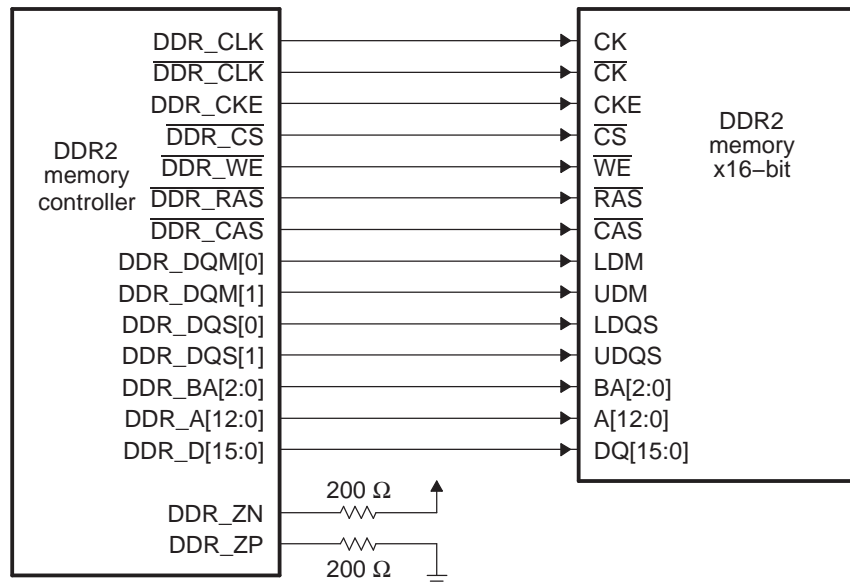 DDR2
memory
controller
DDR_CLK
DDR_CLK
DDR_CKE
DDR_CS
DDR_WE
DDR_RAS
DDR_CAS
DDR_DQM[0]
DDR_DQM[1]
DDR_DQS[0]
DDR_DQS[1]
DDR_BA[2:0]
DDR_A[12:0]
DDR_D[15:0]
DDR_ZN
DDR_ZP
200 Ω
200 Ω
CK
CK
CKE
CS
WE
RAS
CAS
LDM
UDM
LDQS
UDQS
BA[2:0]
A[12:0]
DQ[15:0]
DDR2
memory
x16−bit